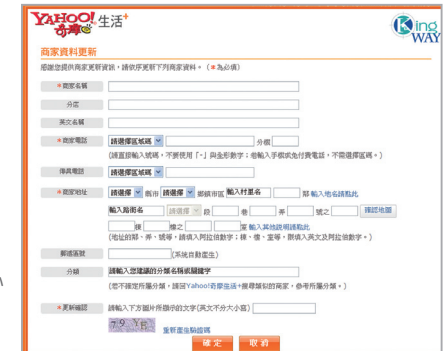 YAHOO! 生活+
奇摩
King
WAY
商家資料更新
感謝您提供商家更新資訊,請依序更新下列商家資料。(*為必填)
*商家名稱
分店
英文名稱
*商家電話 請選擇區域碼 分機
(請直接輸入號碼,不要使用「-」與全形數字;若輸入手機或免付費電話,不需選擇區碼。)
傳真電話 請選擇區域碼
*商家地址 請選擇 縣市 請選擇 鄉鎮市區 輸入村里名 鄰 輸入地名請點此
輸入路街名 請選擇 段 巷 弄 號之 確認地圖
棟 樓之 室 輸入其他說明請點此
(地址的鄰、弄、號等,請填入阿拉伯數字;棟、樓、室等,限填入英文及阿拉伯數字。)
郵遞區號 (系統自動產生)
分類 請輸入您建議的分類名稱或關鍵字
(若不確定所屬分類,請回Yahoo!奇摩生活+搜尋類似的商家,參考所屬分類。)
*更新確認 請輸入下方圖片所顯示的文字(英文不分大小寫)
重新產生驗證碼
確定 取消